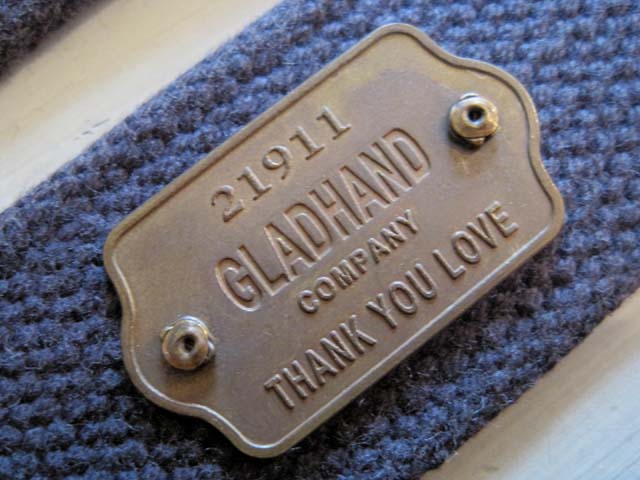 21911
GLADHAND
COMPANY
THANK YOU LOVE